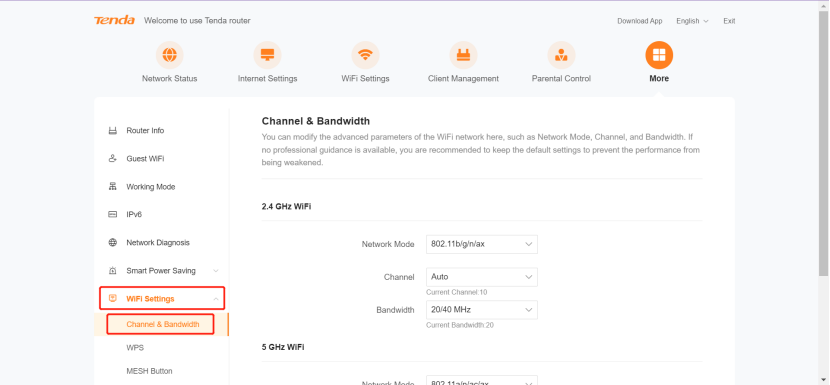 Tenda Welcome to use Tenda router Download App English Exit
Network Status Internet Settings WiFi Settings Client Management Parental Control More
Router Info
Guest WiFi
Working Mode
IPv6
Network Diagnosis
Smart Power Saving
WiFi Settings
Channel & Bandwidth
WPS
MESH Button
Channel & Bandwidth
You can modify the advanced parameters of the WiFi network here, such as Network Mode, Channel, and Bandwidth. If
no professional guidance is available, you are recommended to keep the default settings to prevent the performance from
being weakened.
2.4 GHz WiFi
Network Mode 802.11b/g/n/ax
Channel Auto
Current Channel:10
Bandwidth 20/40 MHz
Current Bandwidth:20
5 GHz WiFi
Network Mode 802.11a/n/ac/ax